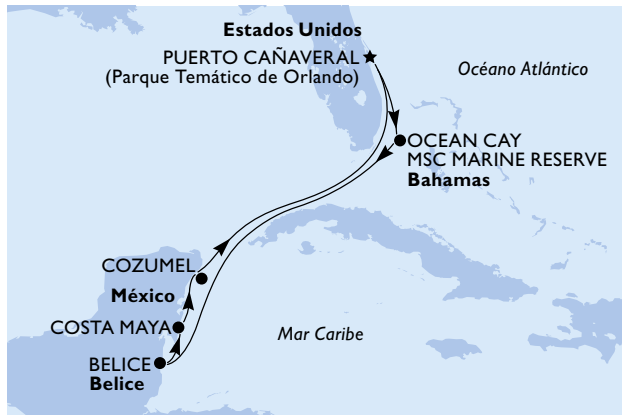 Estados Unidos
PUERTO CAÑAVERAL
(Parque Temático de Orlando)
Océano Atlántico
OCEAN CAY
MSC MARINE RESERVE
Bahamas
COZUMEL
México
COSTA MAYA
Mar Caribe
BELICE
Belice